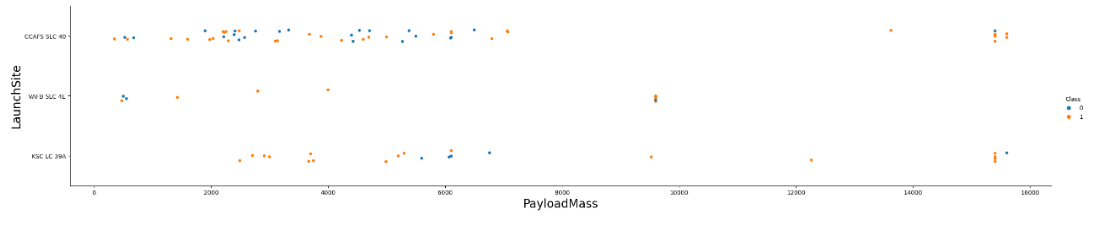 CCAFS SLC 40
VAFB SLC 4E
KSC LC 39A
LaunchSite
0
2000
4000
6000
8000
10000
12000
14000
16000
PayloadMass
Class
0
1